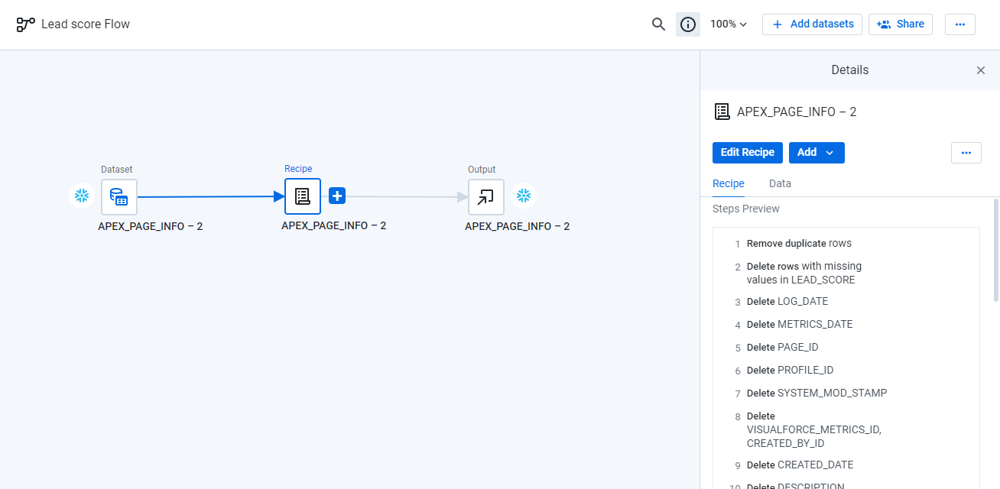 Lead score Flow
100%
Add datasets
Share
Details
APEX_PAGE_INFO – 2
Edit Recipe
Add
Recipe
Data
Steps Preview
1 Remove duplicate rows
2 Delete rows with missing
values in LEAD_SCORE
3 Delete LOG_DATE
4 Delete METRICS_DATE
5 Delete PAGE_ID
6 Delete PROFILE_ID
7 Delete SYSTEM_MOD_STAMP
8 Delete
VISUALFORCE_METRICS_ID,
CREATED_BY_ID
9 Delete CREATED_DATE
10 Delete DESCRIPTION
Dataset
APEX_PAGE_INFO – 2
Recipe
APEX_PAGE_INFO – 2
Output
APEX_PAGE_INFO – 2